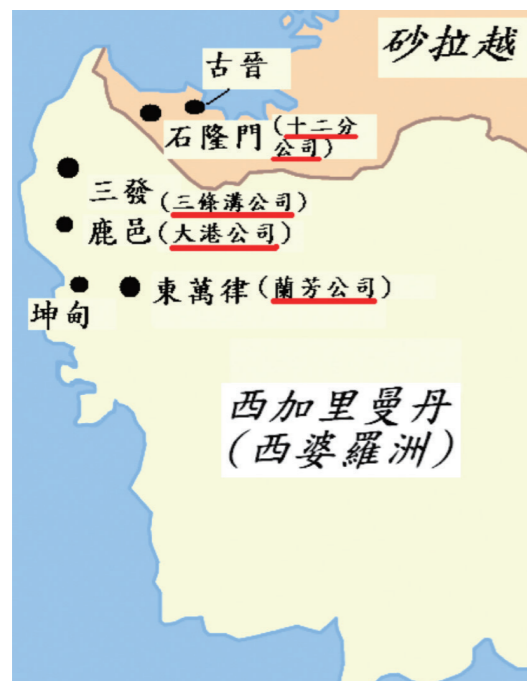 砂拉越
古晉
石隆門(十二分
公司)
三發(三條溝公司)
鹿邑(大港公司)
坤甸
東萬律(蘭芳公司)
西加里曼丹
(西婆羅洲)